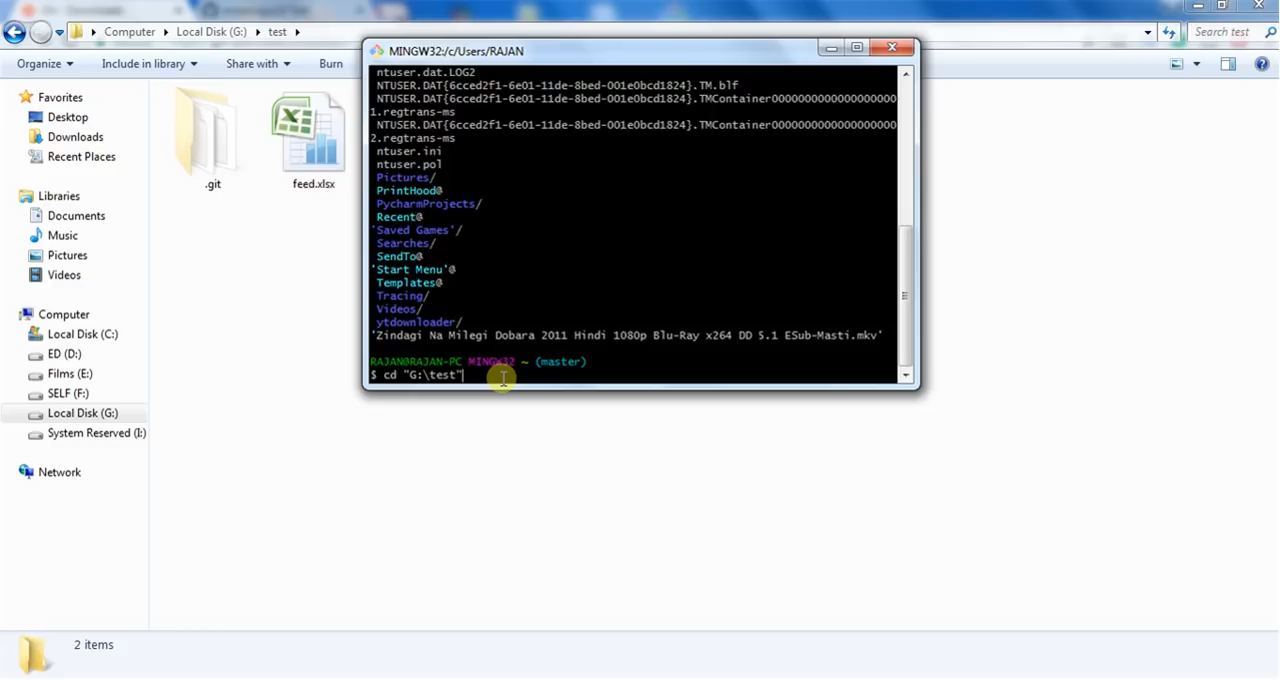 Computer
Local Disk (G:)
test
Search test
Organize
Include in library
Share with
Burn
Favorites
Desktop
Downloads
Recent Places
Libraries
Documents
Music
Pictures
Videos
Computer
Local Disk (C:)
ED (D:)
Films (E:)
SELF (F:)
Local Disk (G:)
System Reserved (I:)
Network
.git
feed.xlsx
MINGW32:/c/Users/RAJAN
ntuser.dat.LOG2
NTUSER.DAT{6cced2f1-6e01-11de-8bed-001e0bcd1824}.TM.blf
NTUSER.DAT{6cced2f1-6e01-11de-8bed-001e0bcd1824}.TMContainer0000000000000000000
1.regtrans-ms
NTUSER.DAT{6cced2f1-6e01-11de-8bed-001e0bcd1824}.TMContainer0000000000000000000
2.regtrans-ms
ntuser.ini
ntuser.pol
Pictures/
PrintHood@
PycharmProjects/
Recent@
'Saved Games'/
Searches/
SendTo@
'Start Menu'@
Templates@
Tracing/
Videos/
ytdownloader/
'Zindagi Na Milegi Dobara 2011 Hindi 1080p Blu-Ray x264 DD 5.1 ESub-Masti.mkv'
RAJAN@RAJAN-PC MINGW32 ~ (master)
$ cd "G:\test"
2 items